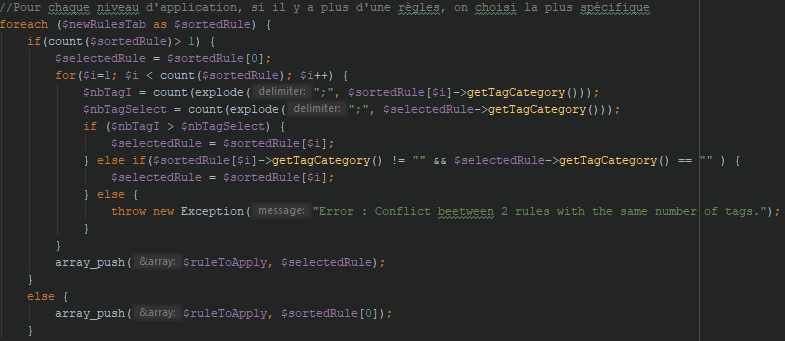 //Pour chaque niveau d'application, si il y a plus d'une règles, on choisi la plus spécifique
foreach ($newRulesTab as $sortedRule) {
if(count($sortedRule)> 1) {
$selectedRule = $sortedRule[0];
for($i=1; $i < count($sortedRule); $i++) {
$nbTagI = count(explode( delimiter: ";", $sortedRule[$i]->getTagCategory()));
$nbTagSelect = count(explode( delimiter: ";", $selectedRule->getTagCategory()));
if ($nbTagI > $nbTagSelect) {
$selectedRule = $sortedRule[$i];
} else if($sortedRule[$i]->getTagCategory() != "" && $selectedRule->getTagCategory() == "" ) {
$selectedRule = $sortedRule[$i];
} else {
throw new Exception( message: "Error : Conflict beetween 2 rules with the same number of tags.");
}
}
array_push( &array: $ruleToApply, $selectedRule);
}
else {
array_push( &array: $ruleToApply, $sortedRule[0]);
}